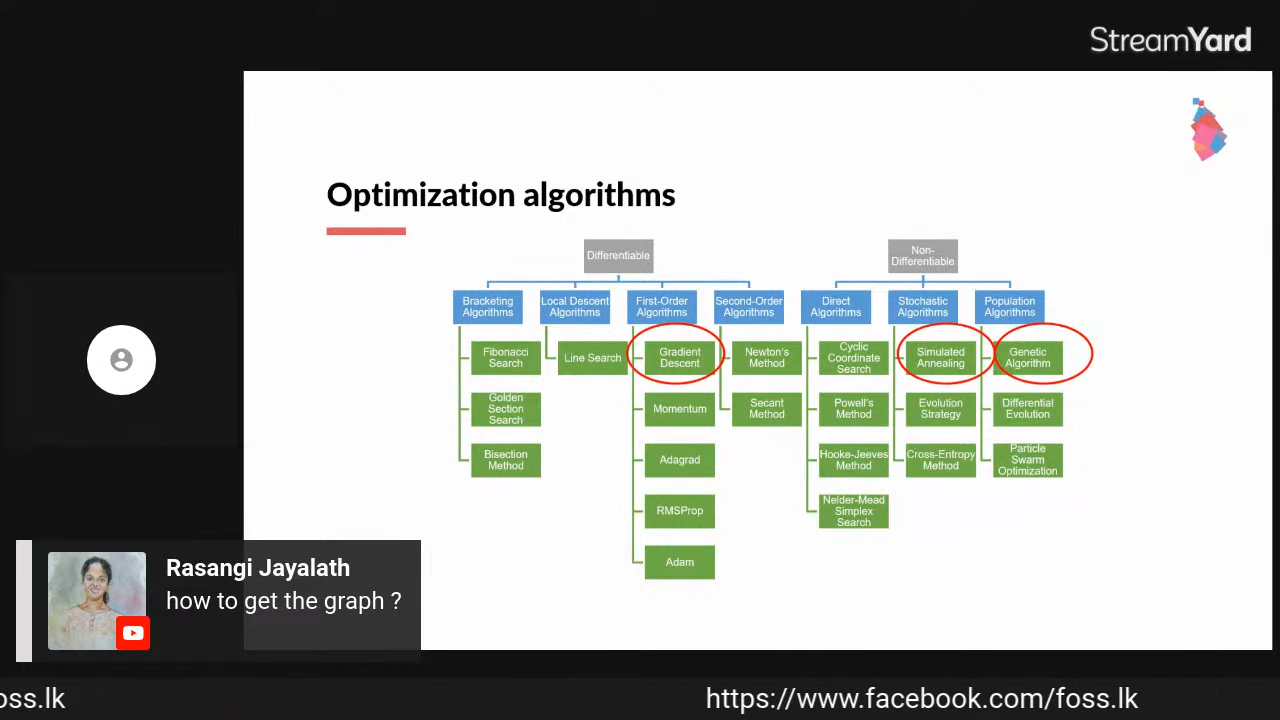 StreamYard
Optimization algorithms
Differentiable
Non-
Differentiable
Bracketing
Algorithms
Local Descent
Algorithms
First-Order
Algorithms
Second-Order
Algorithms
Direct
Algorithms
Stochastic
Algorithms
Population
Algorithms
Fibonacci
Search
Line Search
Gradient
Descent
Newton's
Method
Cyclic
Coordinate
Search
Simulated
Annealing
Genetic
Algorithm
Golden
Section
Search
Momentum
Secant
Method
Powell's
Method
Evolution
Strategy
Differential
Evolution
Bisection
Method
Adagrad
Hooke-Jeeves
Method
Cross-Entropy
Method
Particle
Swarm
Optimization
RMSProp
Nelder-Mead
Simplex
Search
Adam
Rasangi Jayalath
how to get the graph ?
oss.lk
https://www.facebook.com/foss.lk